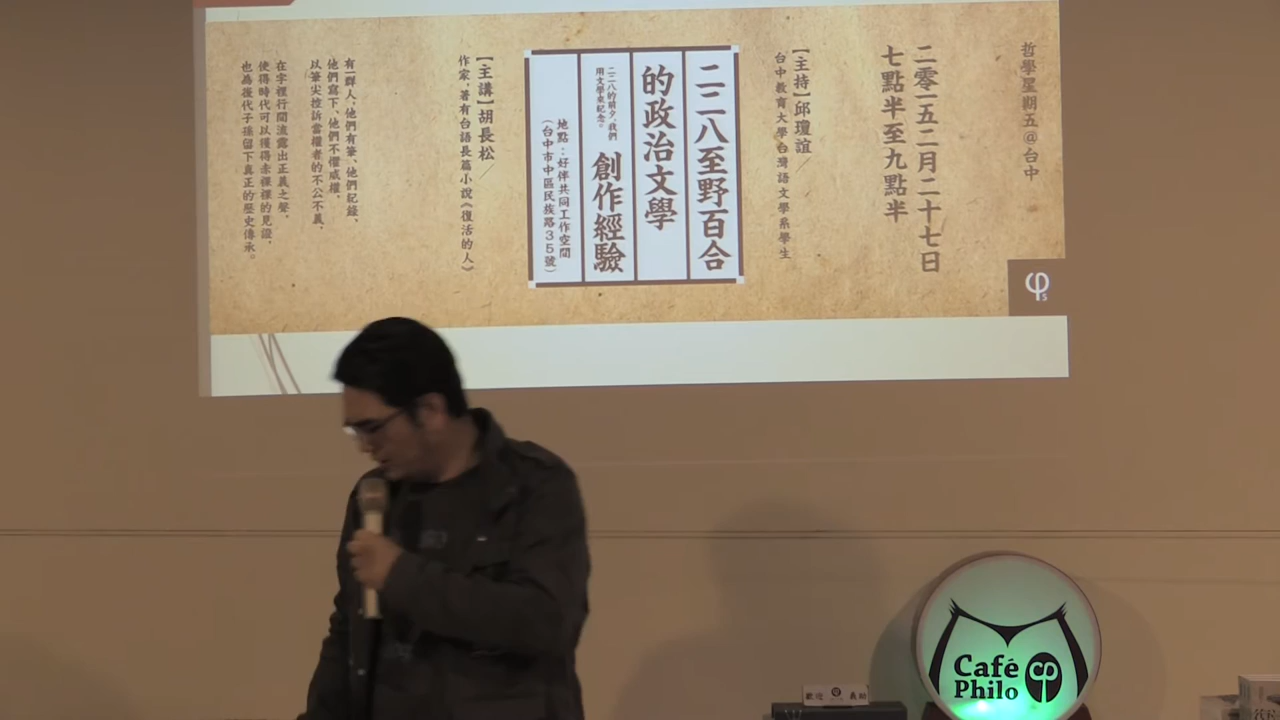 哲學星期五@台中
二零一五二月二十七日
七點半至九點半
【主持】邱瓊誼／
台中教育大學台灣語文學系學生
二二八至野百合
的政治文學
創作經驗
二二八的前夕，我們
用文學來紀念。
地點：好伴共同工作空間
（台中市中區民族路35號）
【主講】胡長松／
作家，著有台語長篇小說《復活的人》
有一群人，他們有筆、他們紀錄、
他們寫下、他們不懼威權、
以筆尖控訴當權者的不公不義，
在字裡行間流露出正義之聲，
使得時代可以獲得赤裸裸的見證，
也為後代子孫留下真正的歷史傳承。
φs
Café
Philo
歡迎 義助